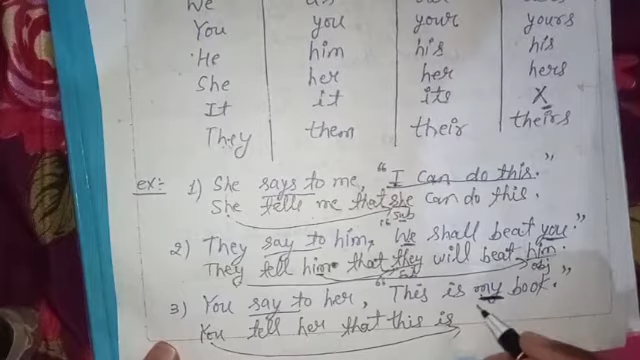 We
You you your yours
He him his his
She her her hers
It it its X
They them their theirs
ex:- 1) She says to me, "I can do this."
She tells me that she can do this.
sub
2) They say to him, "We shall beat you."
They tell him that they will beat him.
sub obj
3) You say to her, "This is my book."
You tell her that this is